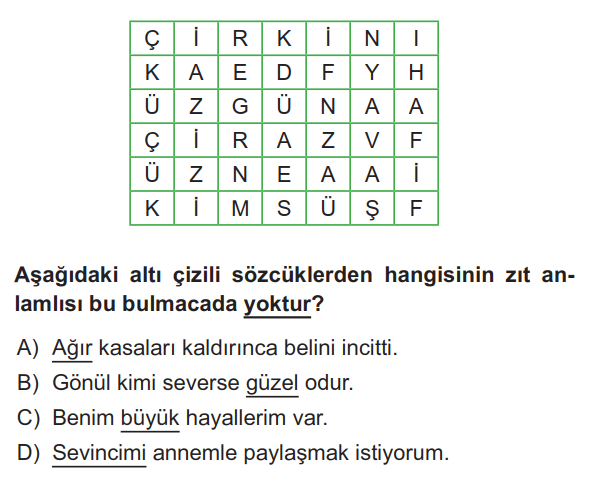 Ç İ R K İ N I
K A E D F Y H
Ü Z G Ü N A A
Ç İ R A Z V F
Ü Z N E A A İ
K İ M S Ü Ş F
Aşağıdaki altı çizili sözcüklerden hangisinin zıt an-
lamlısı bu bulmacada yoktur?
A) Ağır kasaları kaldırınca belini incitti.
B) Gönül kimi severse güzel odur.
C) Benim büyük hayallerim var.
D) Sevincimi annemle paylaşmak istiyorum.